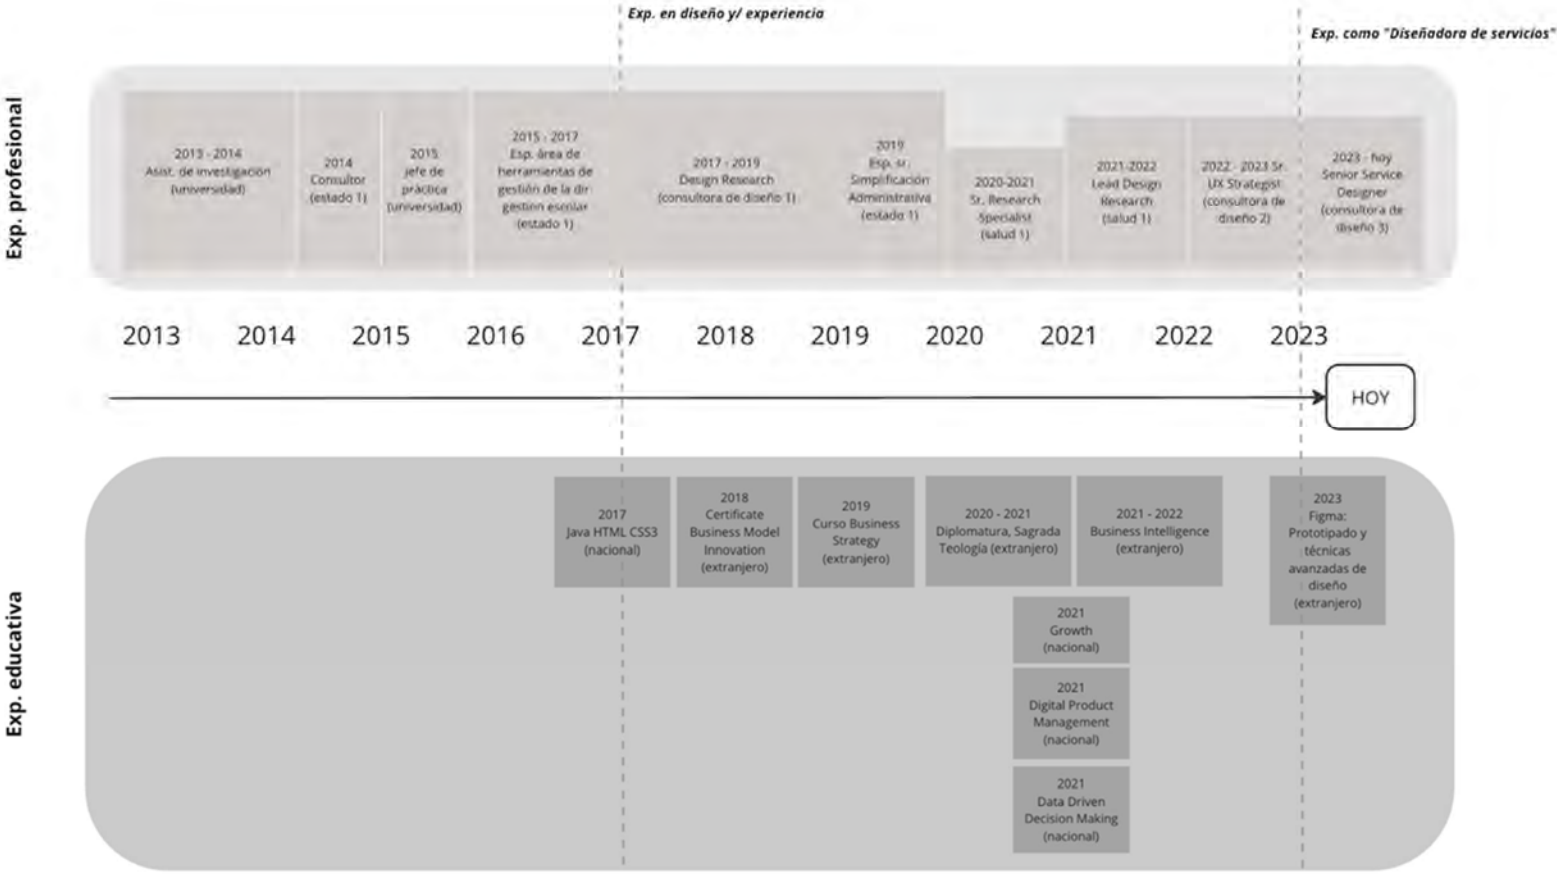 Exp. en diseño y/ experiencia
Exp. como "Diseñadora de servicios"
Exp. profesional
2013 - 2014
Asist. de investigación
(universidad)
2014
Consultor
(estado 1)
2015
jefe de
práctica
(universidad)
2015 - 2017
Esp. área de
herramientas de
gestión de la dir
gestión escolar
(estado 1)
2017 - 2019
Design Research
(consultora de diseño 1)
2019
Esp. sr.
Simplificación
Administrativa
(estado 1)
2020-2021
Sr. Research
Specialist
(salud 1)
2021-2022
Lead Design
Research
(salud 1)
2022 - 2023 Sr.
UX Strategist
(consultora de
diseño 2)
2023 - hoy
Senior Service
Designer
(consultora de
diseño 3)
2013
2014
2015
2016
2017
2018
2019
2020
2021
2022
2023
HOY
Exp. educativa
2017
Java HTML CSS3
(nacional)
2018
Certificate
Business Model
Innovation
(extranjero)
2019
Curso Business
Strategy
(extranjero)
2020 - 2021
Diplomatura, Sagrada
Teología (extranjero)
2021 - 2022
Business Intelligence
(extranjero)
2023
Figma:
Prototipado y
técnicas
avanzadas de
diseño
(extranjero)
2021
Growth
(nacional)
2021
Digital Product
Management
(nacional)
2021
Data Driven
Decision Making
(nacional)